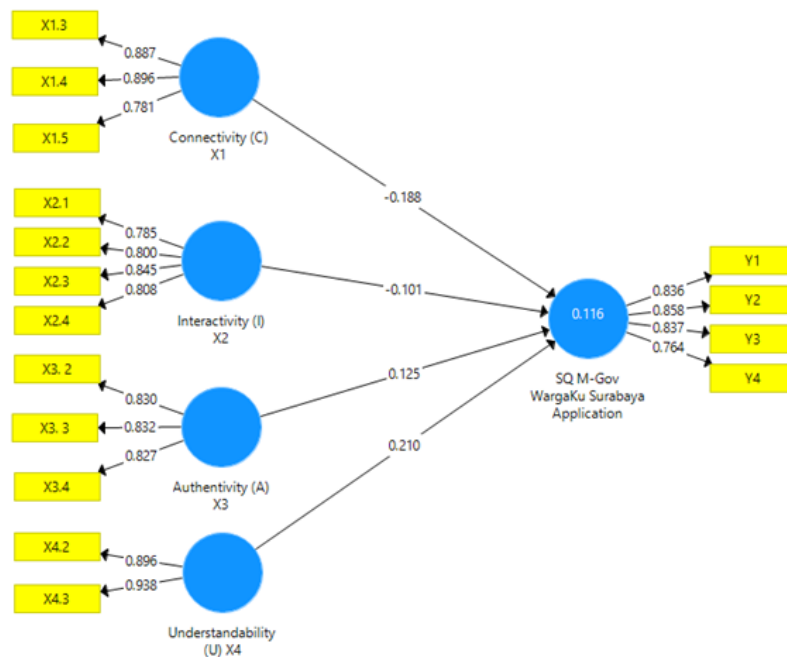 X1.3
0.887
X1.4
0.896
0.781
X1.5
Connectivity (C)
X1
-0.188
X2.1
0.785
X2.2
0.800
X2.3
0.845
0.808
X2.4
Interactivity (I)
X2
-0.101
X3. 2
0.830
X3. 3
0.832
0.827
X3.4
Authentivity (A)
X3
0.125
X4.2
0.896
0.938
X4.3
Understandability
(U) X4
0.210
0.116
SQ M-Gov
WargaKu Surabaya
Application
Y1
0.836
Y2
0.858
0.837
Y3
0.764
Y4